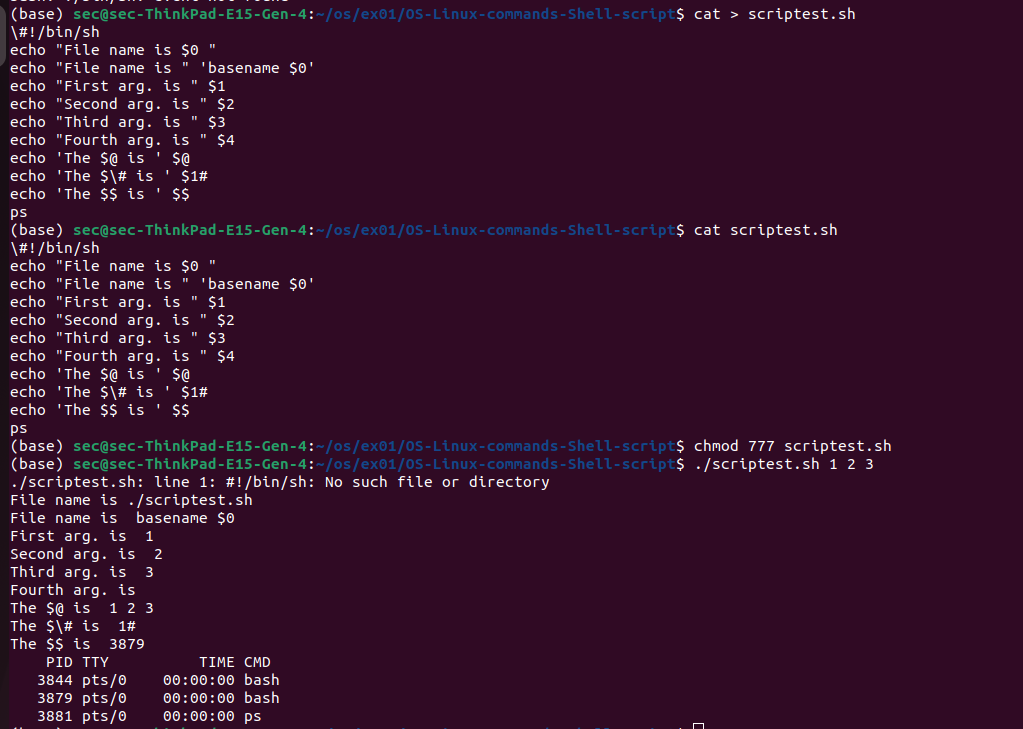 (base) sec@sec-ThinkPad-E15-Gen-4:~/os/ex01/OS-Linux-commands-Shell-script$ cat > scriptest.sh
\#!/bin/sh
echo "File name is $0 "
echo "File name is " 'basename $0'
echo "First arg. is " $1
echo "Second arg. is " $2
echo "Third arg. is " $3
echo "Fourth arg. is " $4
echo 'The $@ is ' $@
echo 'The $\# is ' $1#
echo 'The $$ is ' $$
ps
(base) sec@sec-ThinkPad-E15-Gen-4:~/os/ex01/OS-Linux-commands-Shell-script$ cat scriptest.sh
\#!/bin/sh
echo "File name is $0 "
echo "File name is " 'basename $0'
echo "First arg. is " $1
echo "Second arg. is " $2
echo "Third arg. is " $3
echo "Fourth arg. is " $4
echo 'The $@ is ' $@
echo 'The $\# is ' $1#
echo 'The $$ is ' $$
ps
(base) sec@sec-ThinkPad-E15-Gen-4:~/os/ex01/OS-Linux-commands-Shell-script$ chmod 777 scriptest.sh
(base) sec@sec-ThinkPad-E15-Gen-4:~/os/ex01/OS-Linux-commands-Shell-script$ ./scriptest.sh 1 2 3
./scriptest.sh: line 1: #!/bin/sh: No such file or directory
File name is ./scriptest.sh
File name is  basename $0
First arg. is  1
Second arg. is  2
Third arg. is  3
Fourth arg. is
The $@ is  1 2 3
The $\# is  1#
The $$ is  3879
    PID TTY          TIME CMD
   3844 pts/0    00:00:00 bash
   3879 pts/0    00:00:00 bash
   3881 pts/0    00:00:00 ps